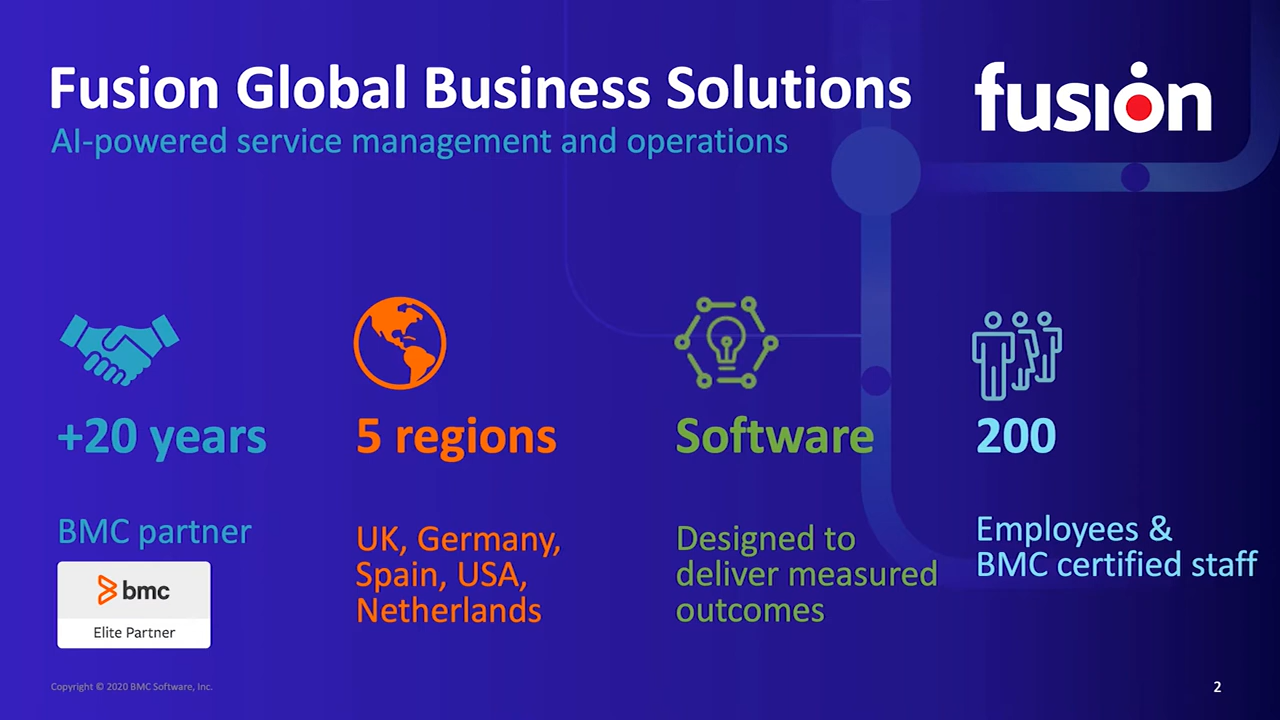 Fusion Global Business Solutions
AI-powered service management and operations
fusion
+20 years
BMC partner
bmc
Elite Partner
5 regions
UK, Germany,
Spain, USA,
Netherlands
Software
Designed to
deliver measured
outcomes
200
Employees &
BMC certified staff
Copyright © 2020 BMC Software, Inc.
2